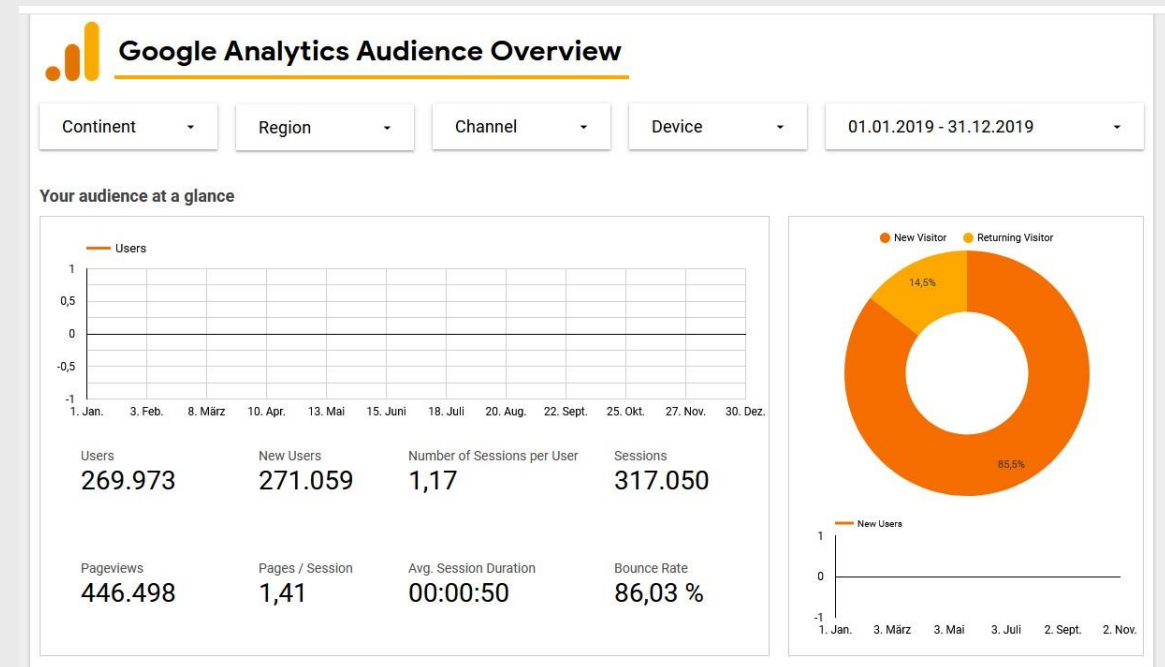 Google Analytics Audience Overview
Continent
Region
Channel
Device
01.01.2019 - 31.12.2019
Your audience at a glance
Users
1
0,5
0
-0,5
-1
1. Jan. 3. Feb. 8. März 10. Apr. 13. Mai 15. Juni 18. Juli 20. Aug. 22. Sept. 25. Okt. 27. Nov. 30. Dez.
Users New Users Number of Sessions per User Sessions
269.973 271.059 1,17 317.050
Pageviews Pages / Session Avg. Session Duration Bounce Rate
446.498 1,41 00:00:50 86,03 %
New Visitor Returning Visitor
14,5%
85,5%
New Users
1
0
-1
1. Jan. 3. März 3. Mai 3. Juli 2. Sept. 2. Nov.